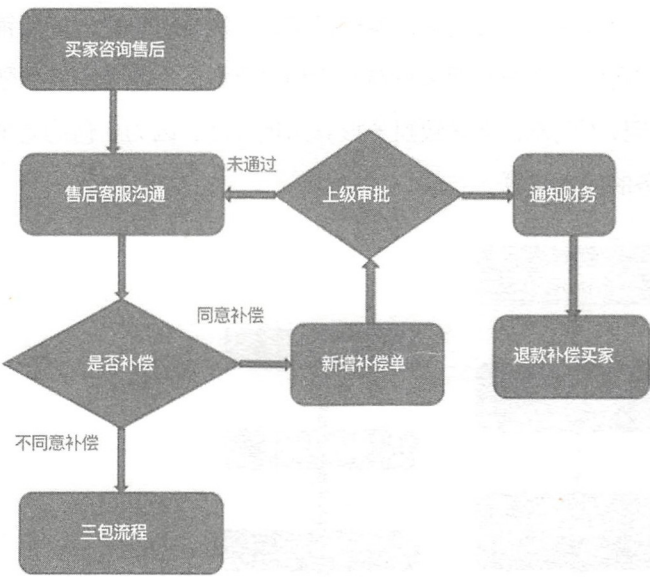 买家咨询售后
未通过
售后客服沟通
上级审批
通知财务
同意补偿
是否补偿
新增补偿单
退款补偿买家
不同意补偿
三包流程